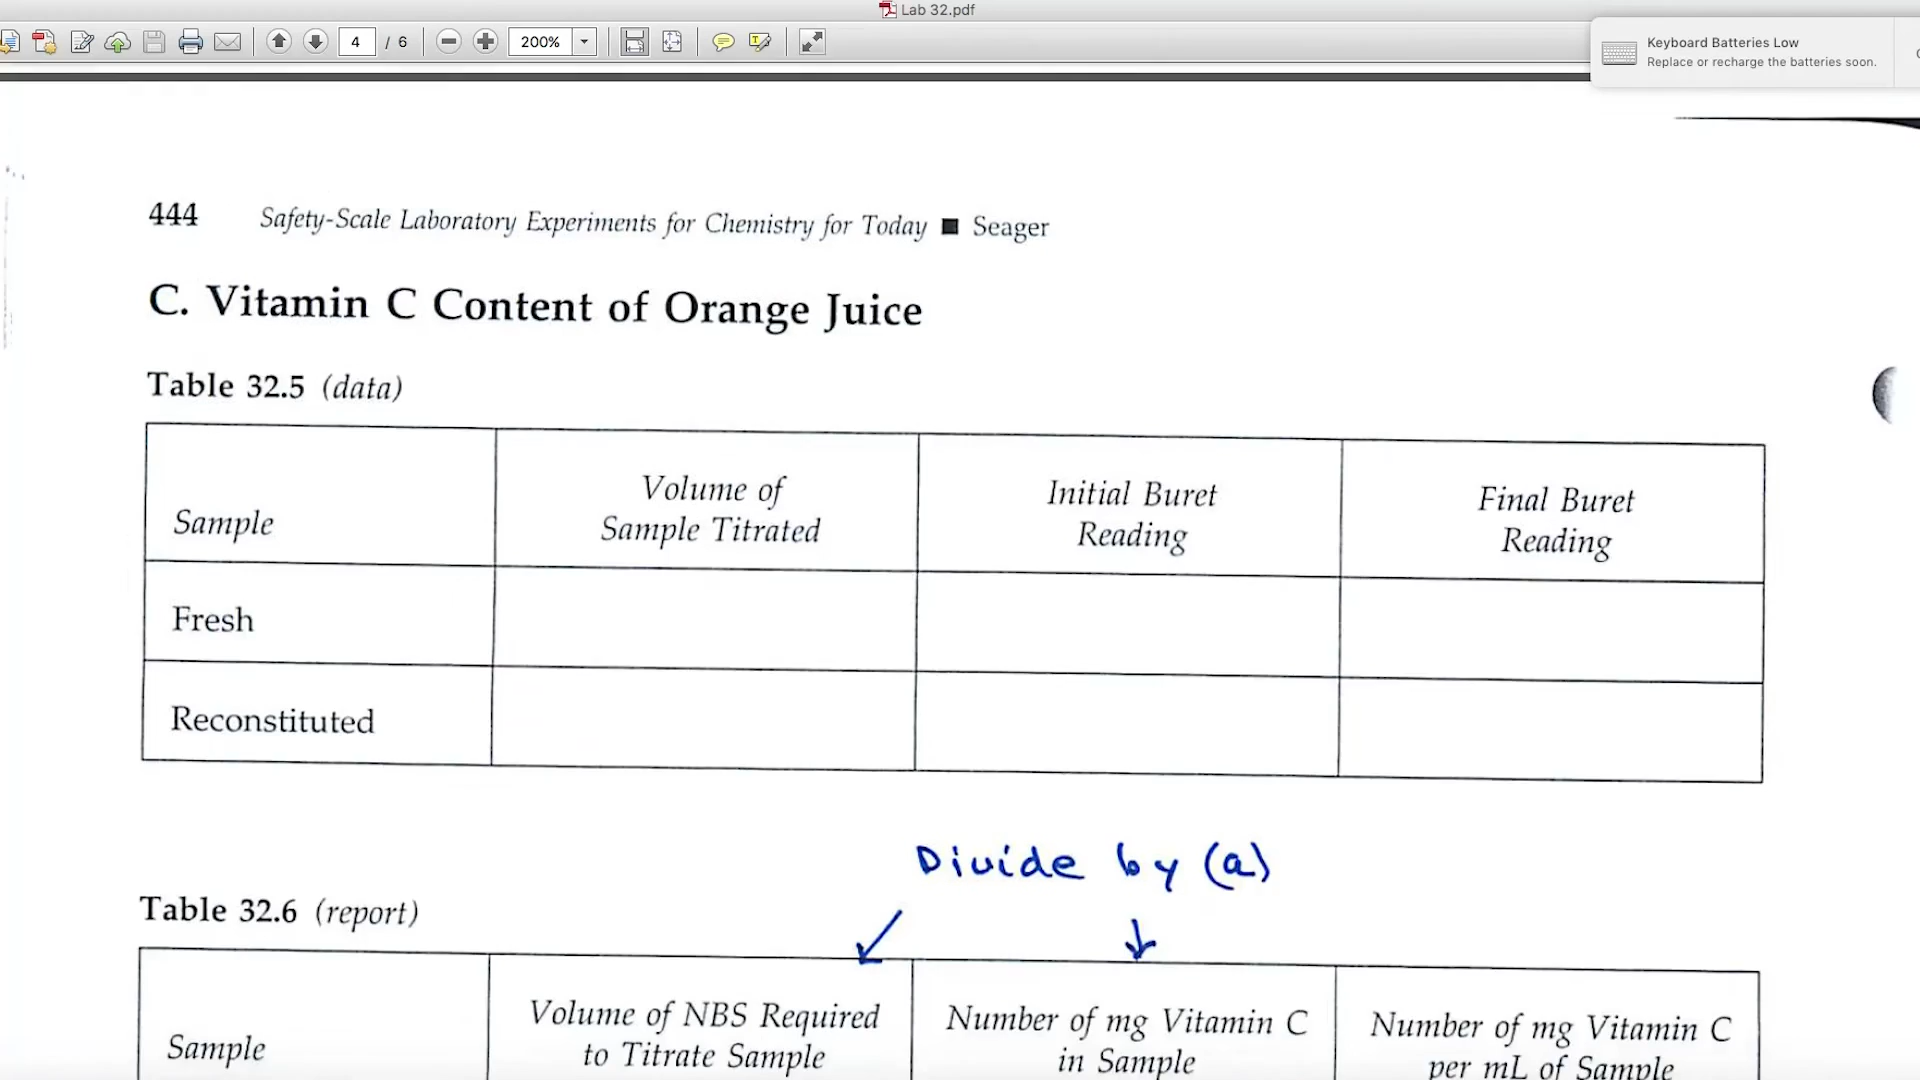 Lab 32.pdf
4 / 6 200%
Keyboard Batteries Low
Replace or recharge the batteries soon.
444 Safety-Scale Laboratory Experiments for Chemistry for Today ■ Seager
C. Vitamin C Content of Orange Juice
Table 32.5 (data)
Sample
Volume of
Sample Titrated
Initial Buret
Reading
Final Buret
Reading
Fresh
Reconstituted
Divide by (a)
Table 32.6 (report)
Sample
Volume of NBS Required
to Titrate Sample
Number of mg Vitamin C
in Sample
Number of mg Vitamin C
per mL of Sample